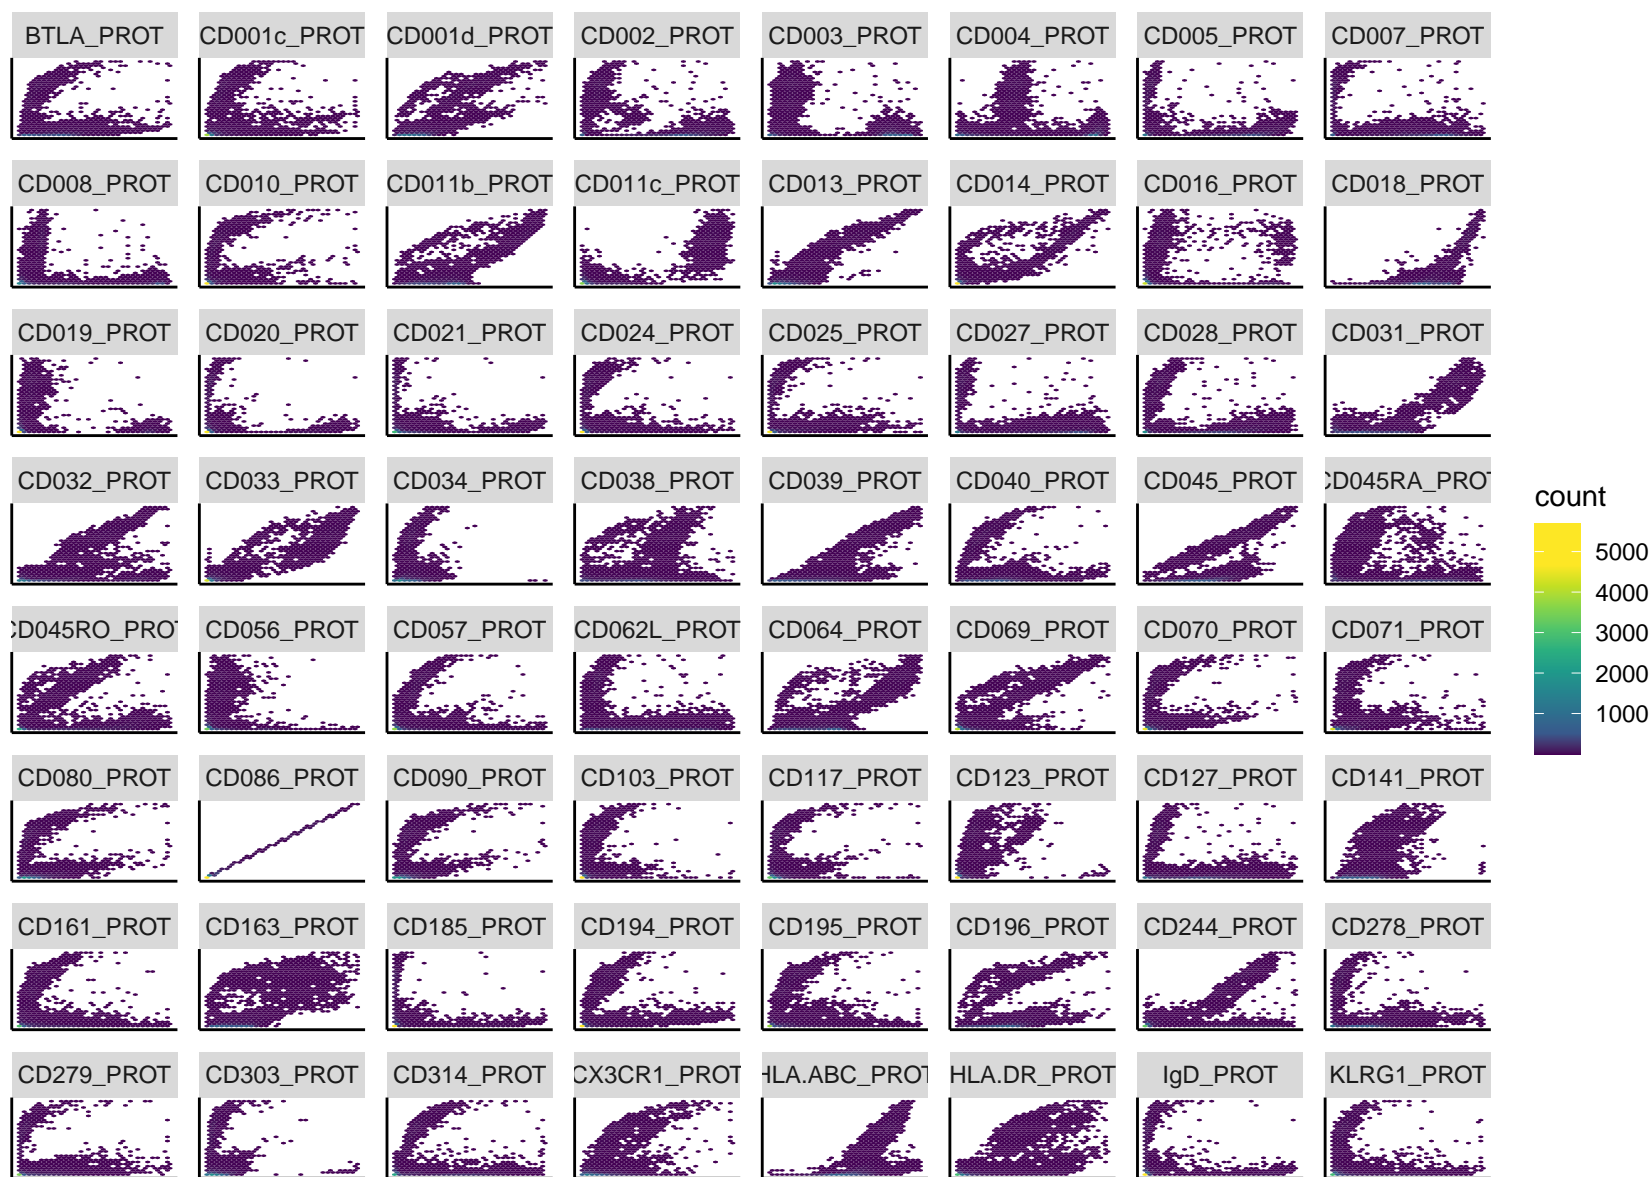 BTLA_PROT CD001c_PROT CD001d_PROT CD002_PROT CD003_PROT CD004_PROT CD005_PROT CD007_PROT
CD008_PROT CD010_PROT CD011b_PROT CD011c_PROT CD013_PROT CD014_PROT CD016_PROT CD018_PROT
CD019_PROT CD020_PROT CD021_PROT CD024_PROT CD025_PROT CD027_PROT CD028_PROT CD031_PROT
CD032_PROT CD033_PROT CD034_PROT CD038_PROT CD039_PROT CD040_PROT CD045_PROT CD045RA_PROT
CD045RO_PROT CD056_PROT CD057_PROT CD062L_PROT CD064_PROT CD069_PROT CD070_PROT CD071_PROT
CD080_PROT CD086_PROT CD090_PROT CD103_PROT CD117_PROT CD123_PROT CD127_PROT CD141_PROT
CD161_PROT CD163_PROT CD185_PROT CD194_PROT CD195_PROT CD196_PROT CD244_PROT CD278_PROT
CD279_PROT CD303_PROT CD314_PROT CX3CR1_PROT HLA.ABC_PROT HLA.DR_PROT IgD_PROT KLRG1_PROT
count
5000
4000
3000
2000
1000